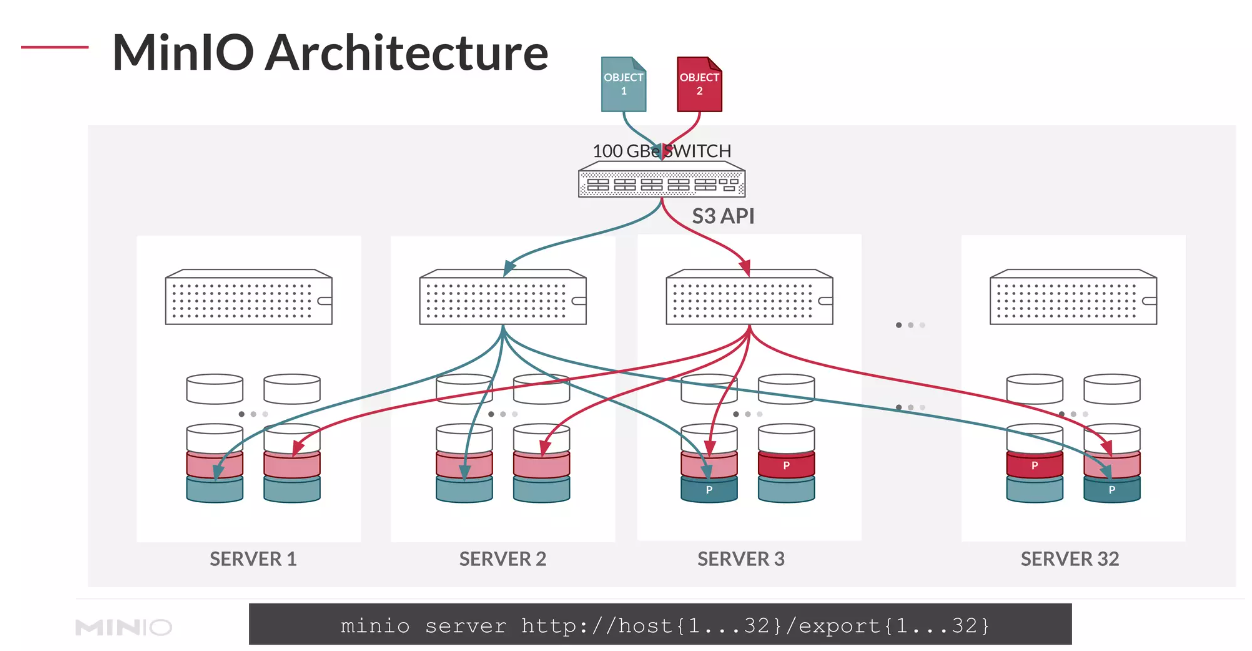 MinIO Architecture
OBJECT
1
OBJECT
2
100 GBe SWITCH
S3 API
P
P
P
P
SERVER 1
SERVER 2
SERVER 3
SERVER 32
MINIO
minio server http://host{1...32}/export{1...32}